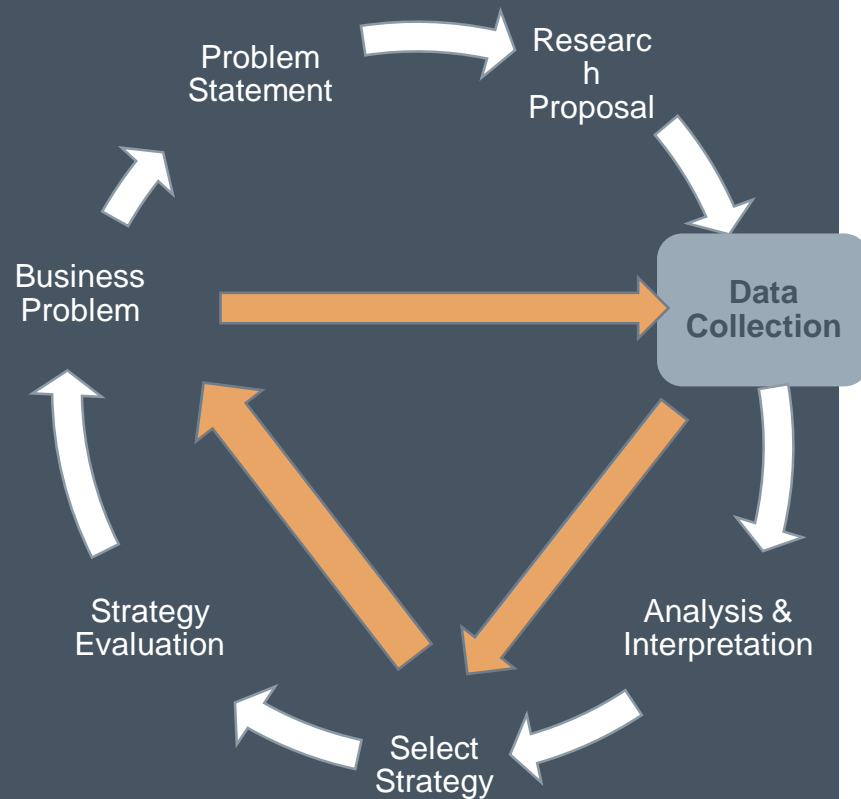 Problem
Statement
Researc
h
Proposal
Business
Problem
Data
Collection
Strategy
Evaluation
Analysis &
Interpretation
Select
Strategy